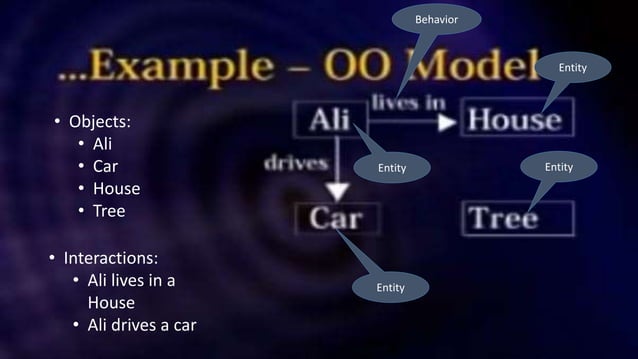 Behavior
...Example – OO Model
Entity
• Objects:
• Ali
• Car
• House
• Tree
Ali
lives in
House
drives
Entity
Entity
Car
Tree
• Interactions:
• Ali lives in a
House
• Ali drives a car
Entity